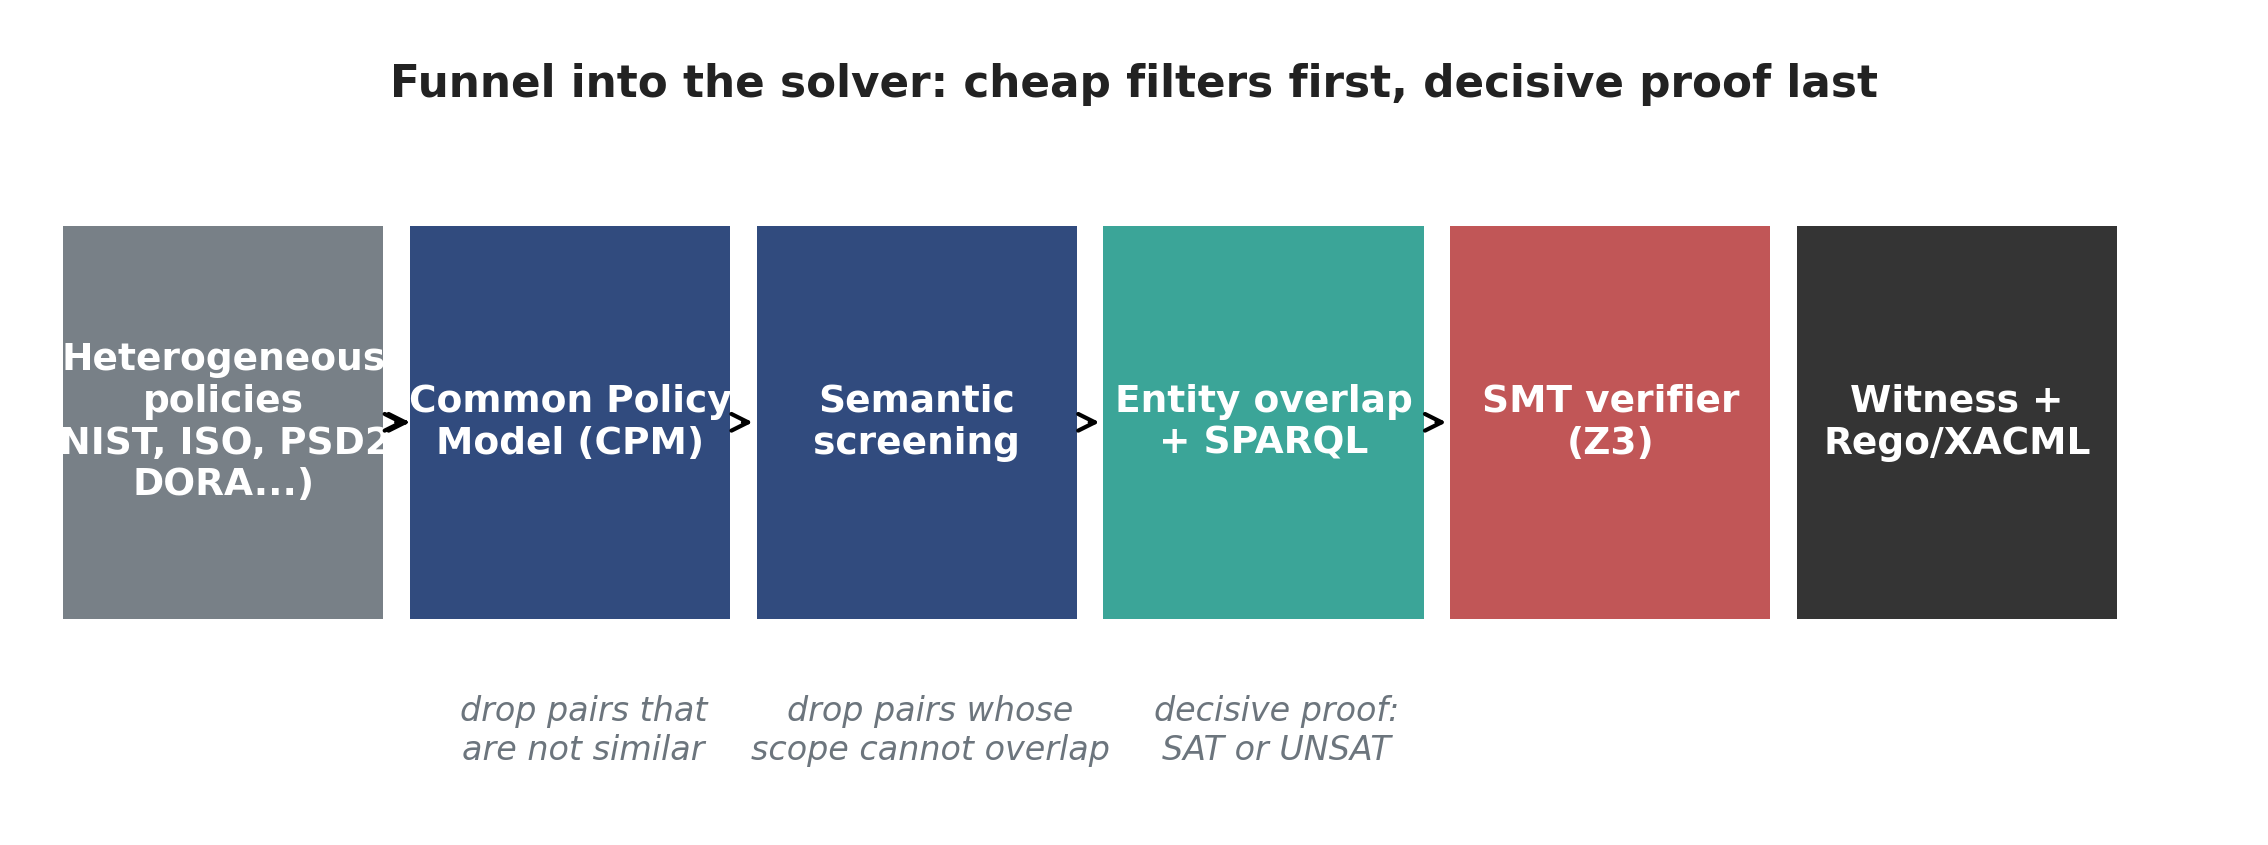 Funnel into the solver: cheap filters first, decisive proof last
Heterogeneous
policies
NIST, ISO, PSD2
DORA...)
Common Policy
Model (CPM)
Semantic
screening
Entity overlap
+ SPARQL
SMT verifier
(Z3)
Witness +
Rego/XACML
drop pairs that
are not similar
drop pairs whose
scope cannot overlap
decisive proof:
SAT or UNSAT